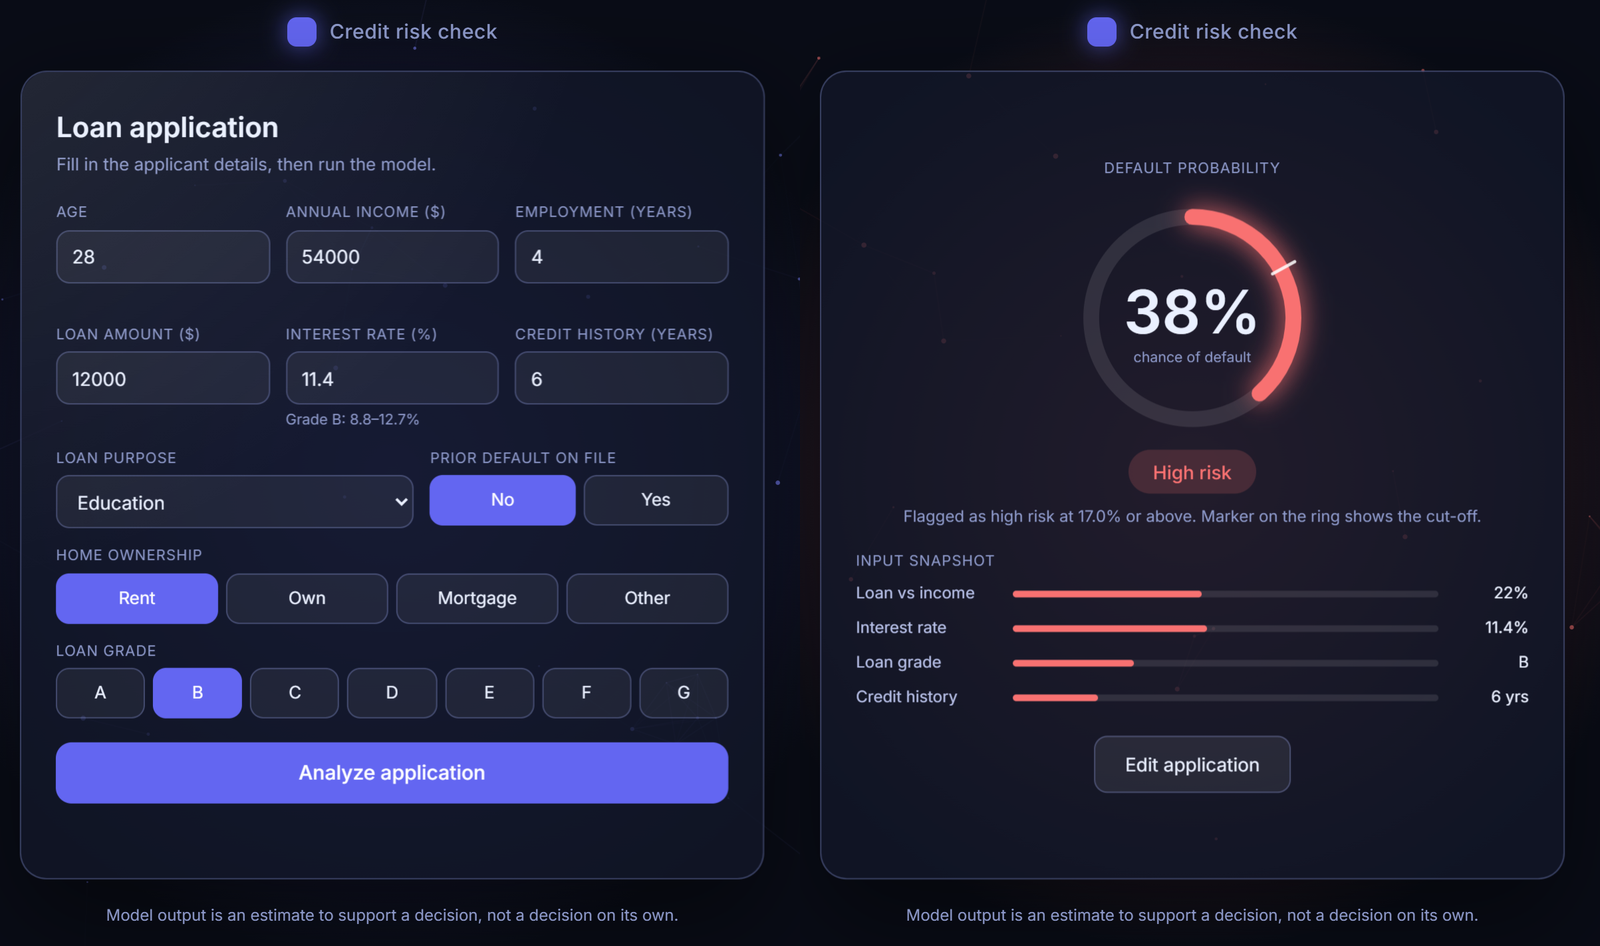 Credit risk check
Loan application
Fill in the applicant details, then run the model.
AGE
ANNUAL INCOME ($)
EMPLOYMENT (YEARS)
28
54000
4
LOAN AMOUNT ($)
INTEREST RATE (%)
CREDIT HISTORY (YEARS)
12000
11.4
6
Grade B: 8.8–12.7%
LOAN PURPOSE
PRIOR DEFAULT ON FILE
Education
No
Yes
HOME OWNERSHIP
Rent
Own
Mortgage
Other
LOAN GRADE
A
B
C
D
E
F
G
Analyze application
Model output is an estimate to support a decision, not a decision on its own.
Credit risk check
DEFAULT PROBABILITY
38%
chance of default
High risk
Flagged as high risk at 17.0% or above. Marker on the ring shows the cut-off.
INPUT SNAPSHOT
Loan vs income 22%
Interest rate 11.4%
Loan grade B
Credit history 6 yrs
Edit application
Model output is an estimate to support a decision, not a decision on its own.